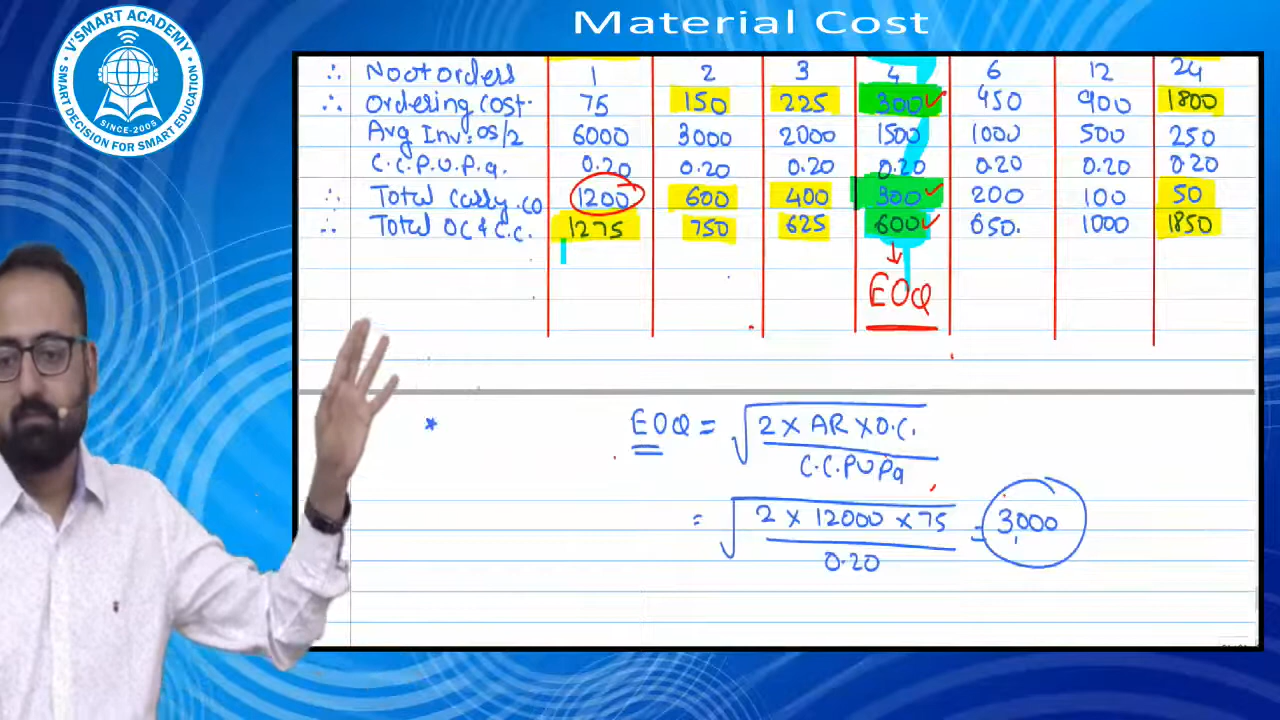 Material Cost
V'SMART ACADEMY
SINCE-2005
SMART DECISION FOR SMART EDUCATION
∴ No of orders 1 2 3 4 6 12 24
∴ Ordering Cost. 75 150 225 300 450 900 1800
Avg Inv: OS/2 6000 3000 2000 1500 1000 500 250
C.C.P.U.P.a. 0.20 0.20 0.20 0.20 0.20 0.20 0.20
∴ Total Carry.co 1200 600 400 300 200 100 50
∴ Total OC & C.C. 1275 750 625 600 650. 1000 1850
EOQ
* EOQ = √ 2 X AR X O.C.
C.C.PUPa
= √ 2 x 12000 x 75 = 3,000
0.20